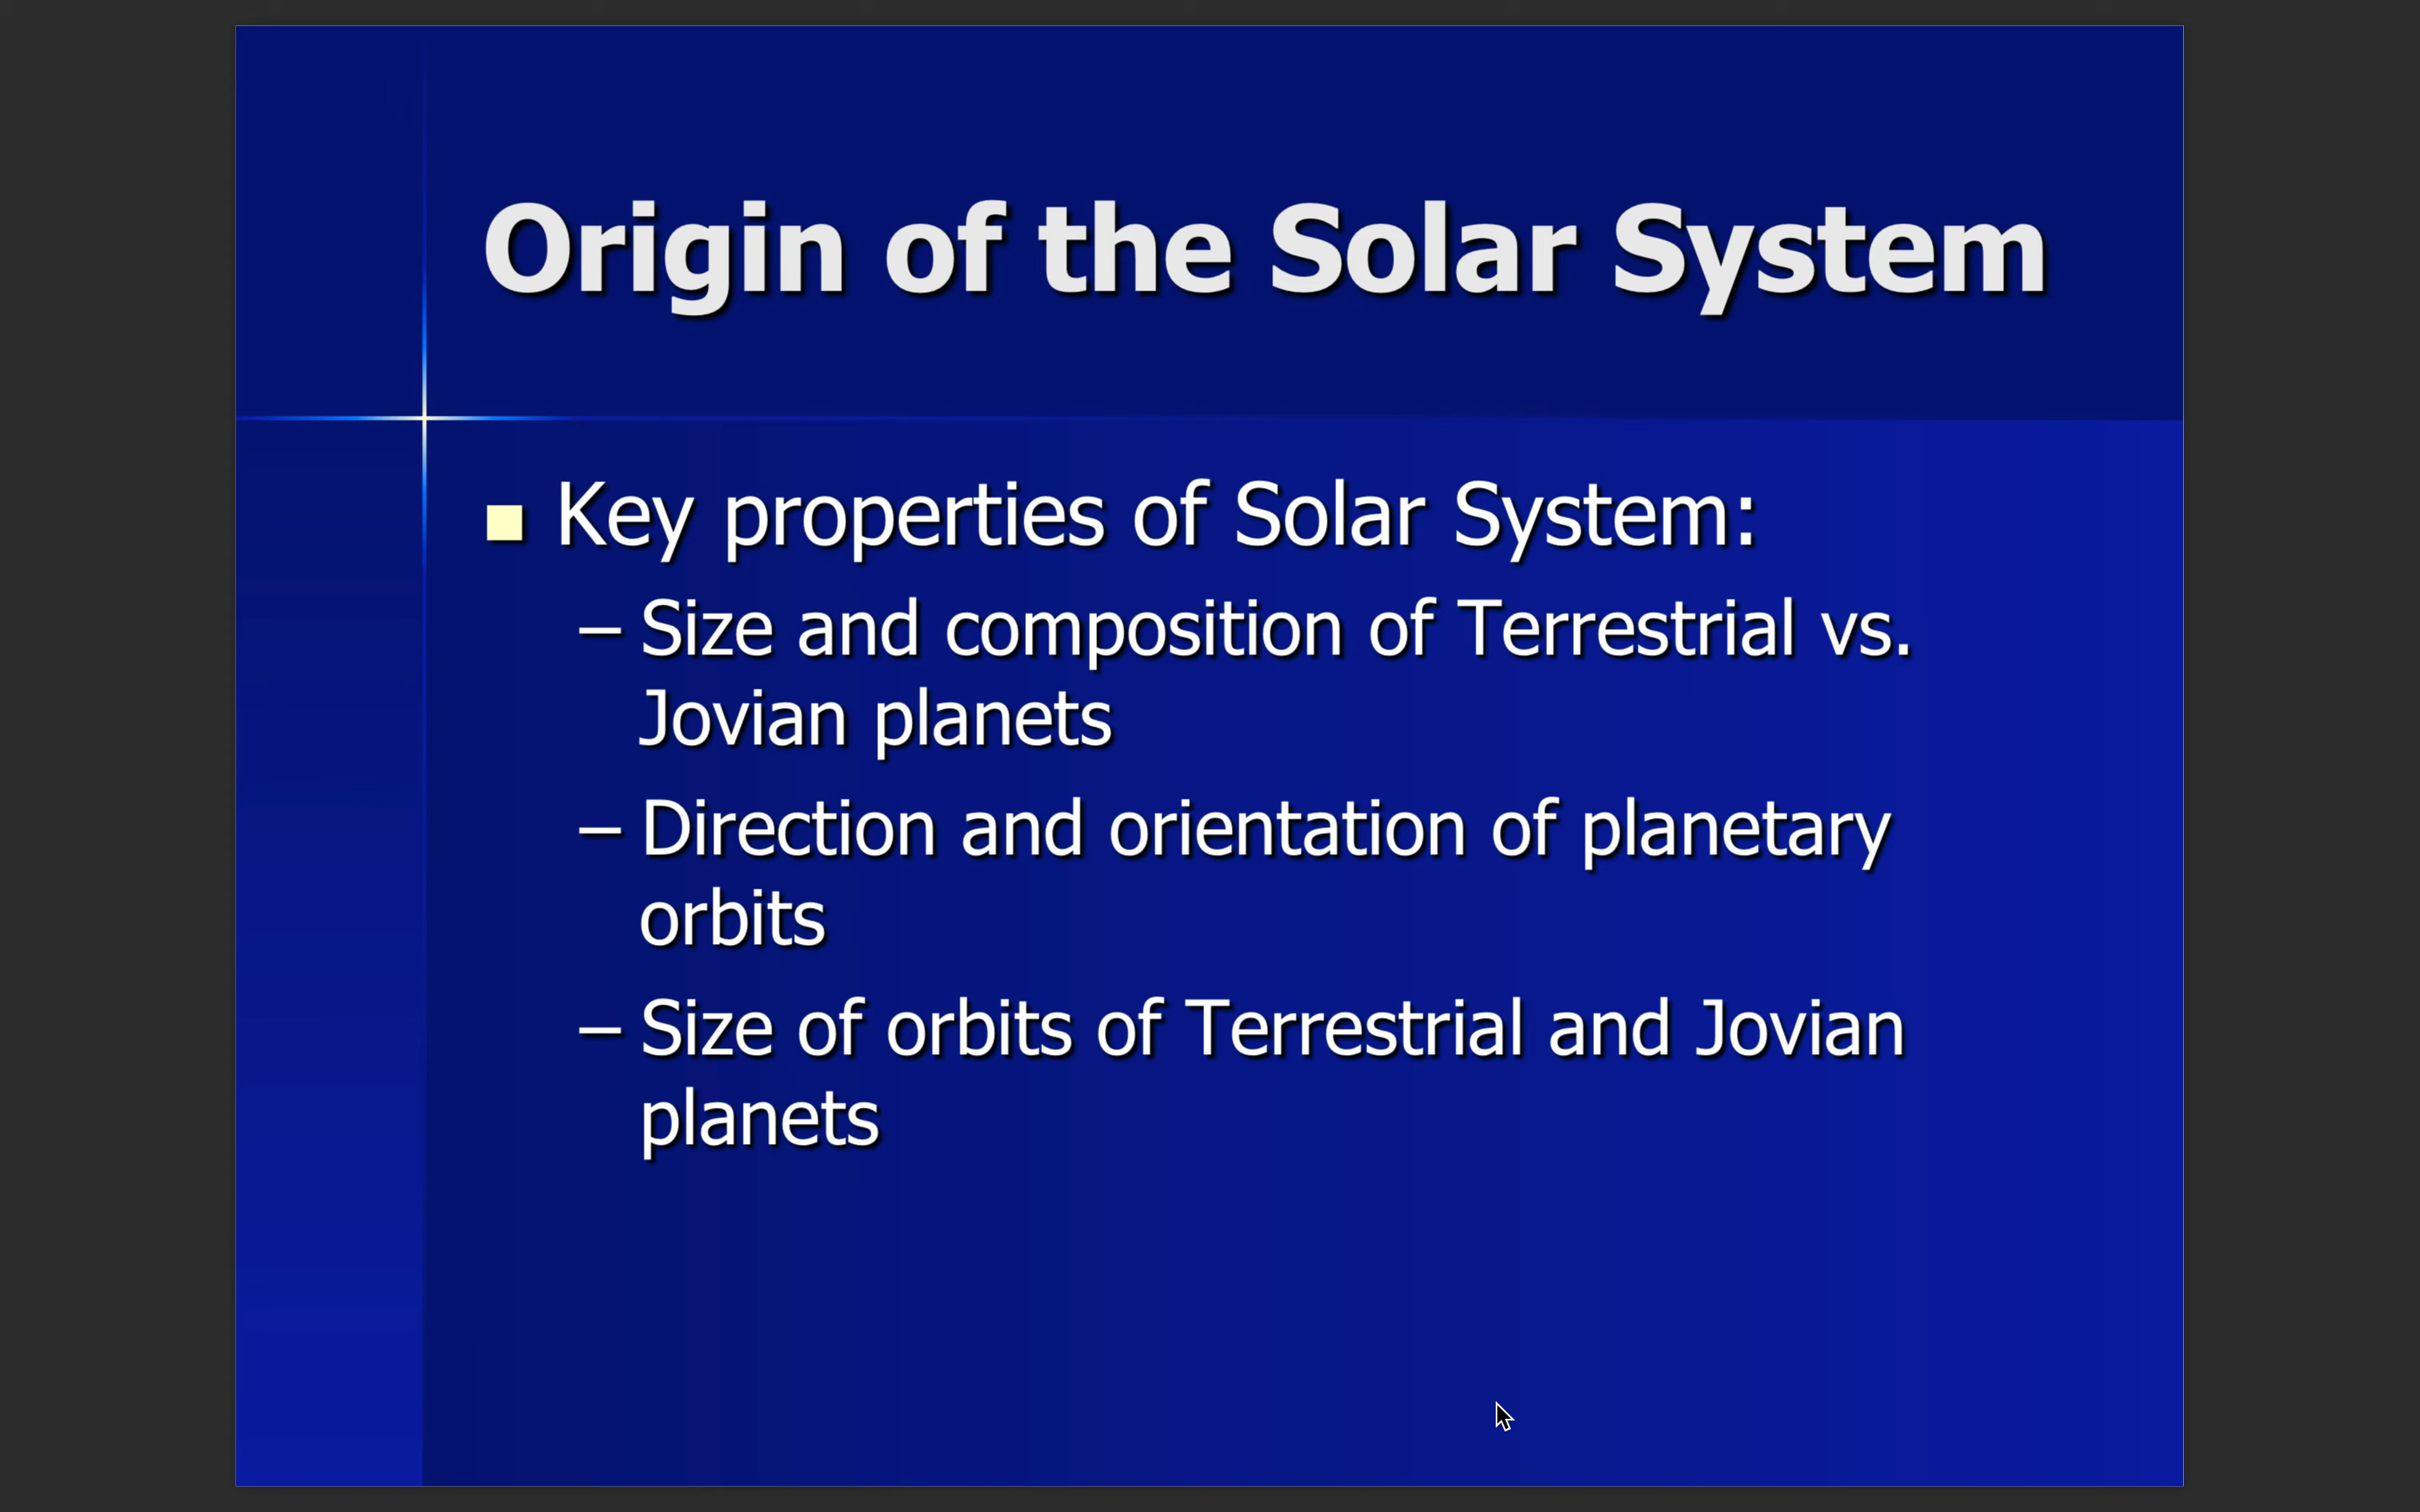 Origin of the Solar System
■ Key properties of Solar System:
– Size and composition of Terrestrial vs.
Jovian planets
– Direction and orientation of planetary
orbits
– Size of orbits of Terrestrial and Jovian
planets